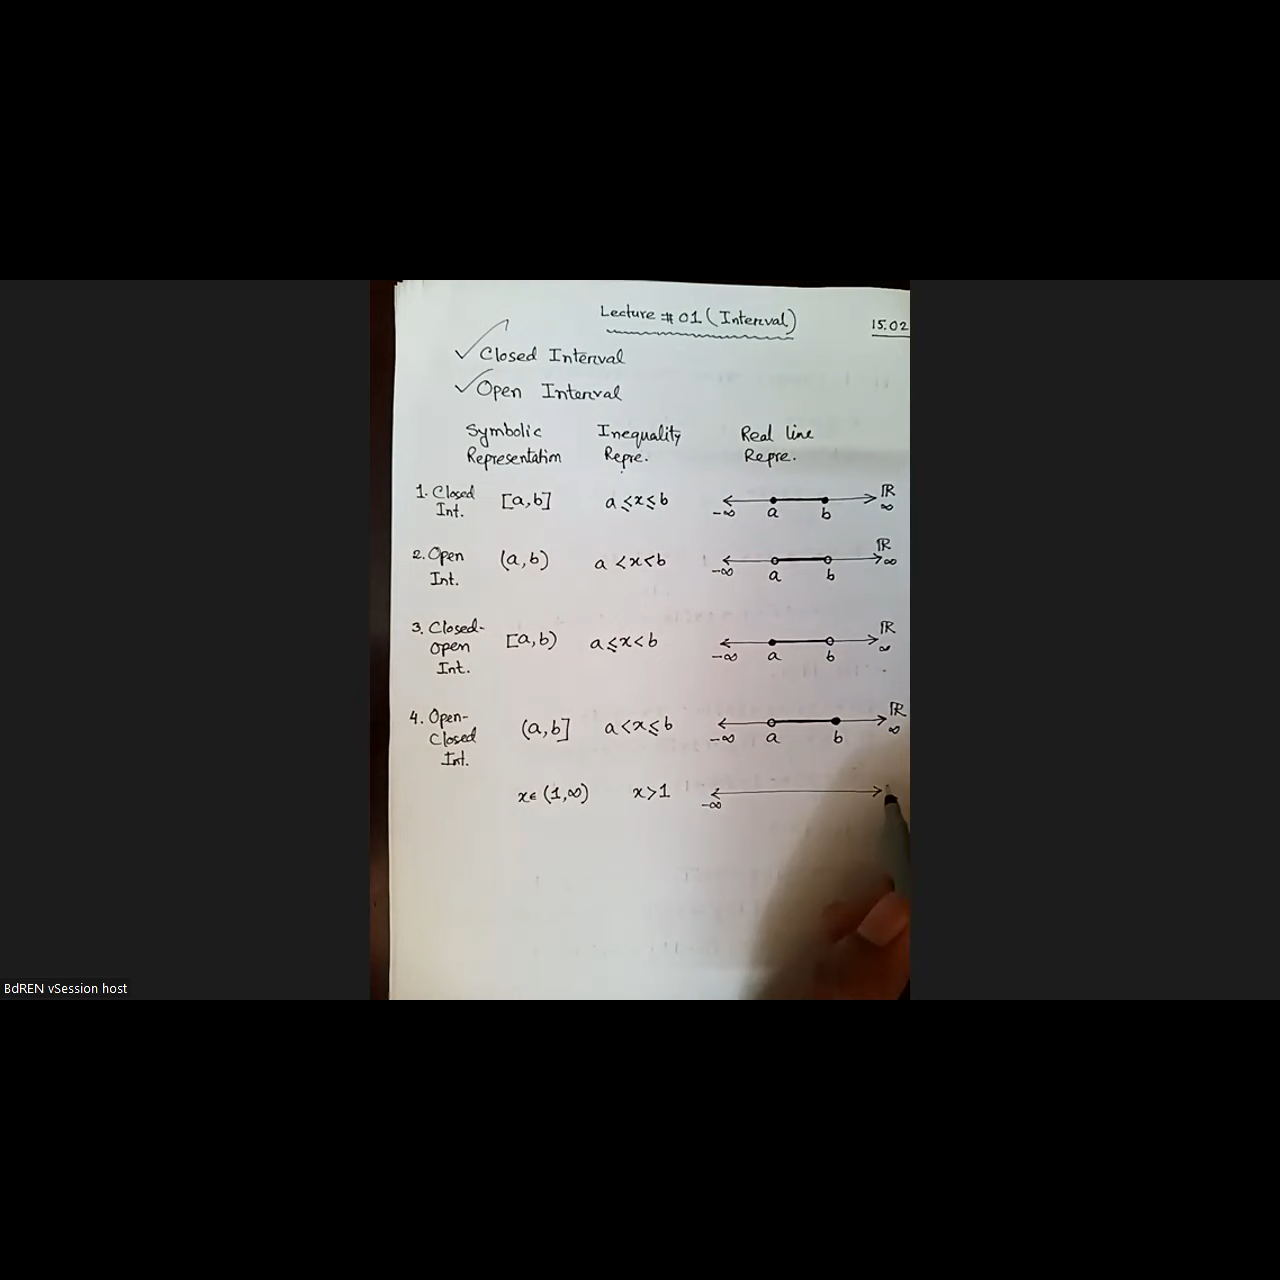 Lecture # 01 (Interval)
15.02
Closed Interval
Open Interval
Symbolic Representation
Inequality Repre.
Real line Repre.
1. Closed Int.
[a,b]
a ≤ x ≤ b
-∞ a b ℝ ∞
2. Open Int.
(a,b)
a < x < b
-∞ a b ℝ ∞
3. Closed-Open Int.
[a,b)
a ≤ x < b
-∞ a b ℝ ∞
4. Open-Closed Int.
(a,b]
a < x ≤ b
-∞ a b ℝ ∞
x ∈ (1,∞)
x > 1
-∞
BdREN vSession host